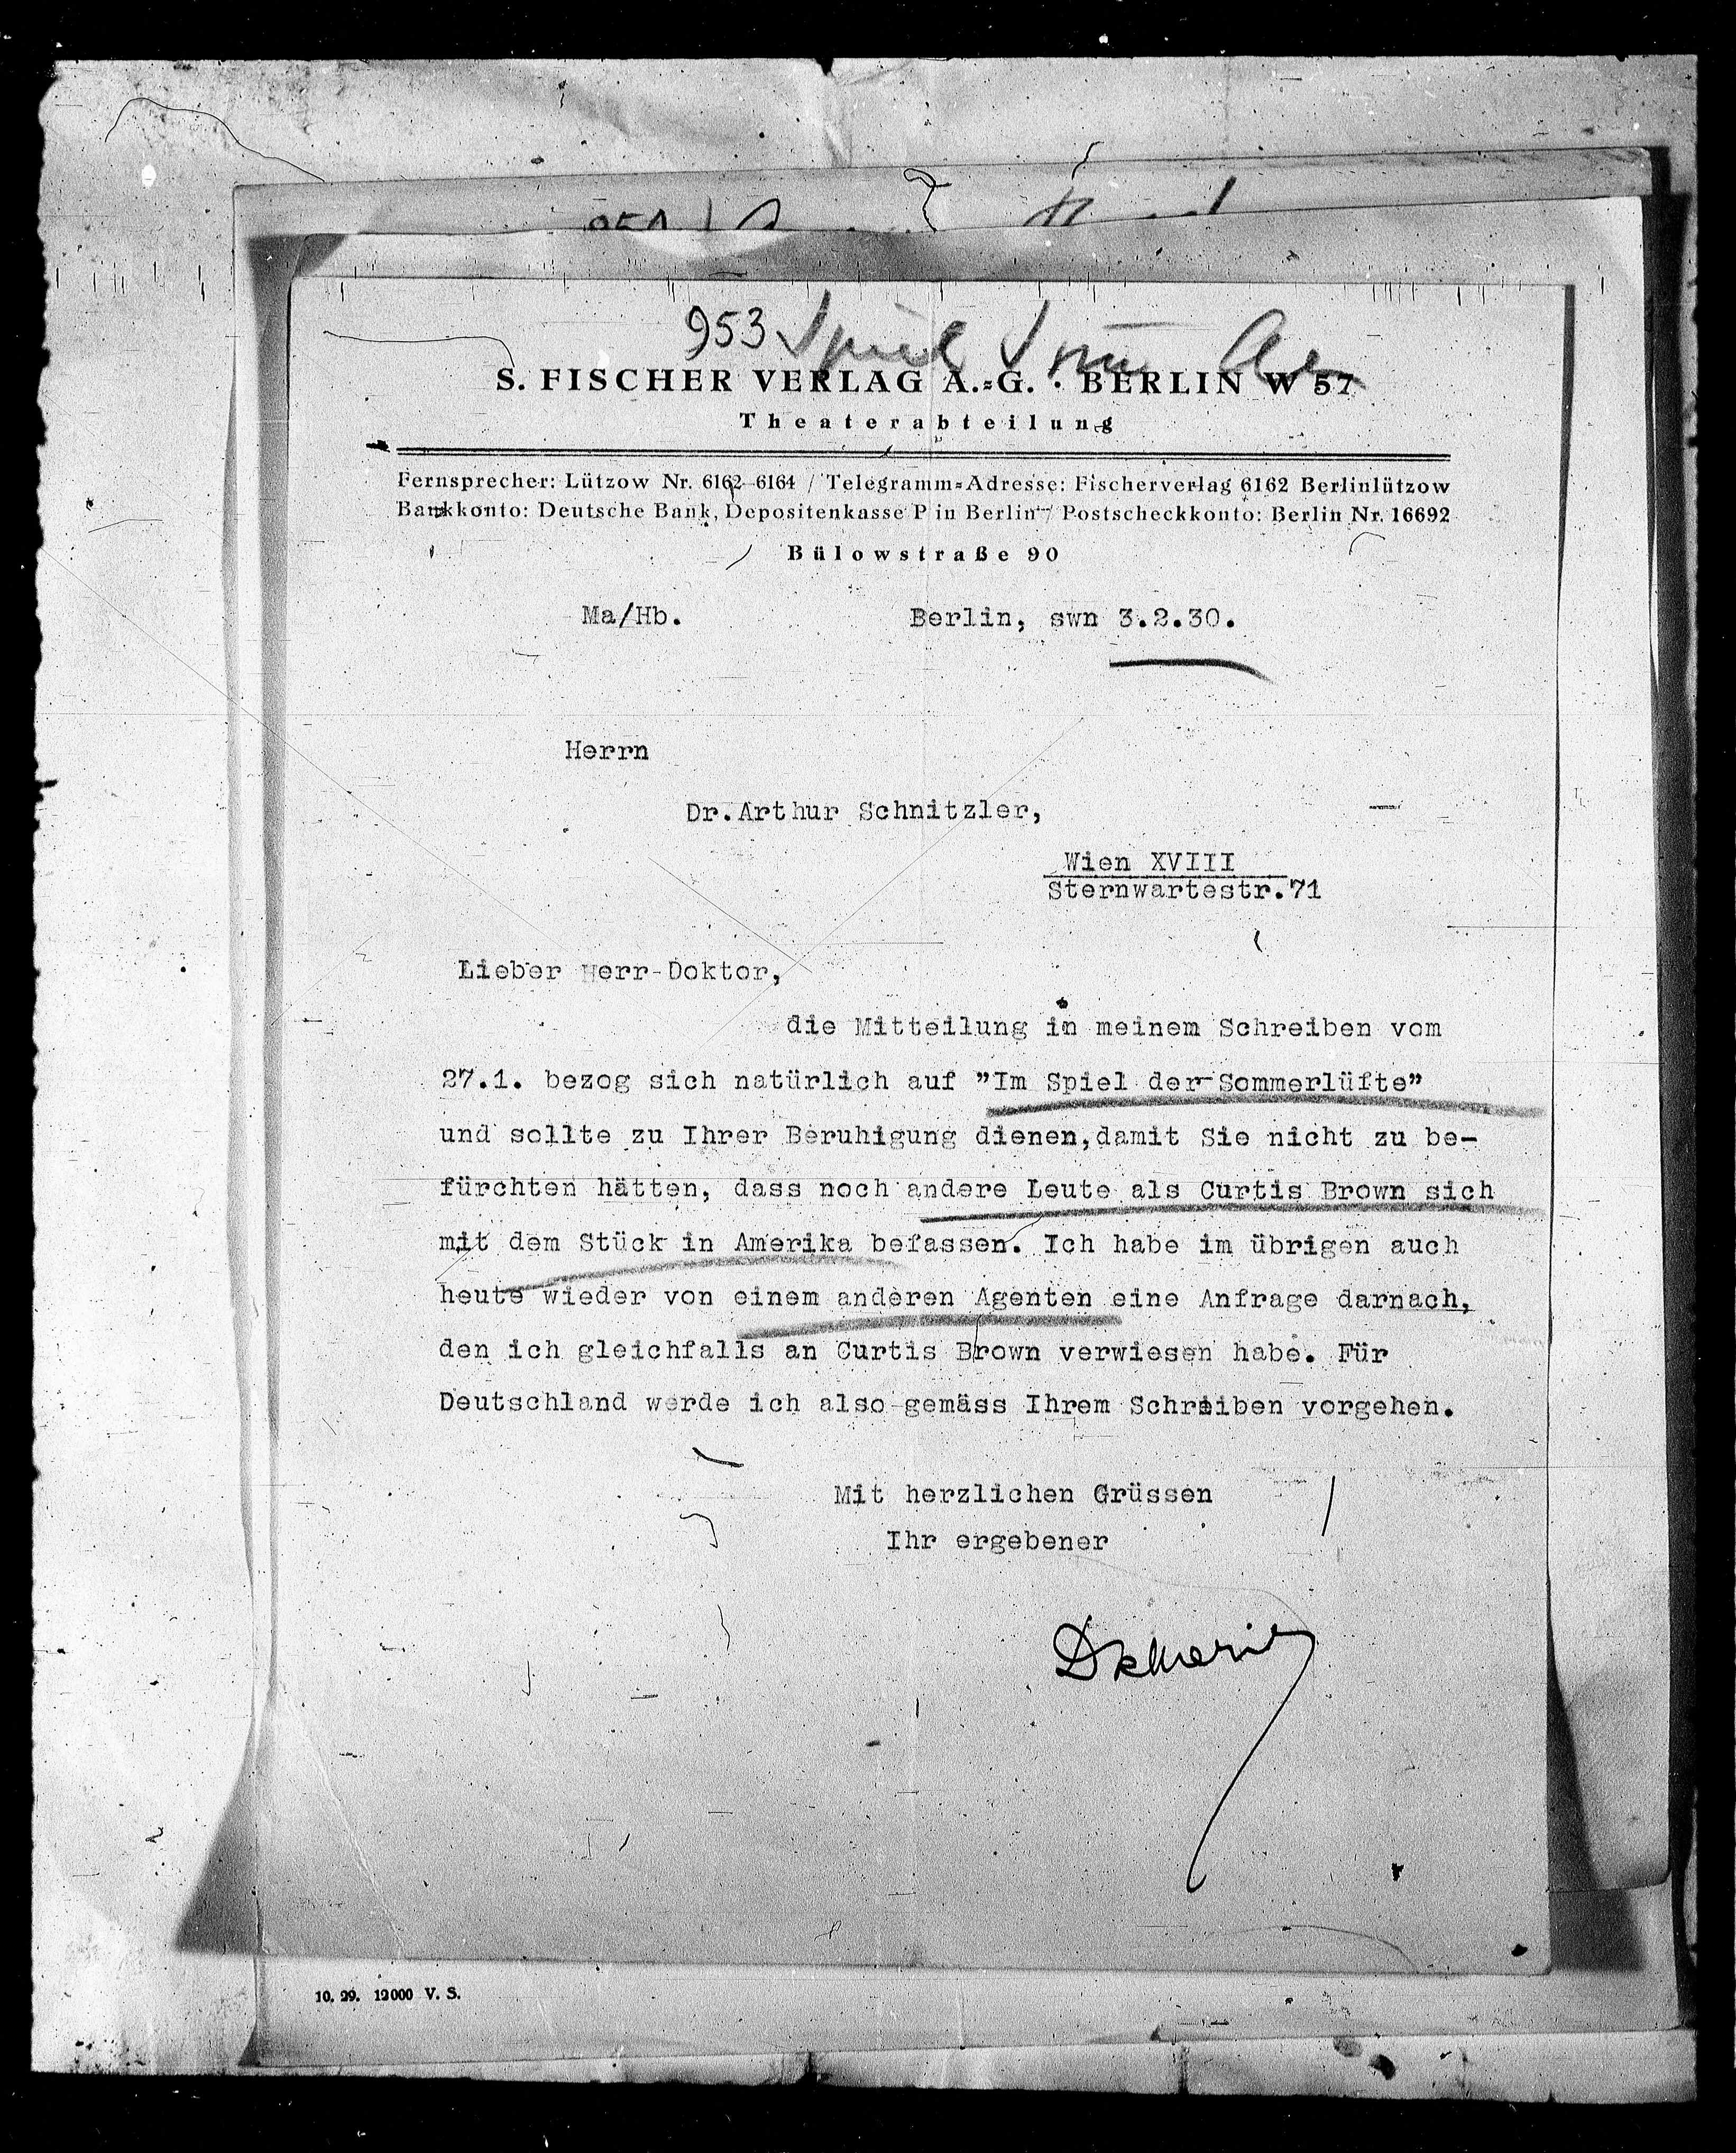 953 Spiel Somm
S. FISCHER VERLAG A.=G. · BERLIN W 57
Theaterabteilung
Fernsprecher: Lützow Nr. 6162-6164 / Telegramm=Adresse: Fischerverlag 6162 Berlinlützow
Bankkonto: Deutsche Bank, Depositenkasse P in Berlin / Postscheckkonto: Berlin Nr. 16692
Bülowstraße 90
Ma/Hb. Berlin, swn 3.2.30.
Herrn
Dr.Arthur Schnitzler,
Wien XVIII
Sternwartestr.71
Lieber Herr Doktor,
die Mitteilung in meinem Schreiben vom
27.1. bezog sich natürlich auf "Im Spiel der Sommerlüfte"
und sollte zu Ihrer Beruhigung dienen,damit Sie nicht zu be-
fürchten hätten, dass noch andere Leute als Curtis Brown sich
mit dem Stück in Amerika befassen. Ich habe im übrigen auch
heute wieder von einem anderen Agenten eine Anfrage darnach,
den ich gleichfalls an Curtis Brown verwiesen habe. Für
Deutschland werde ich also gemäss Ihrem Schreiben vorgehen.
Mit herzlichen Grüssen
Ihr ergebener
10. 29. 12000 V. S.